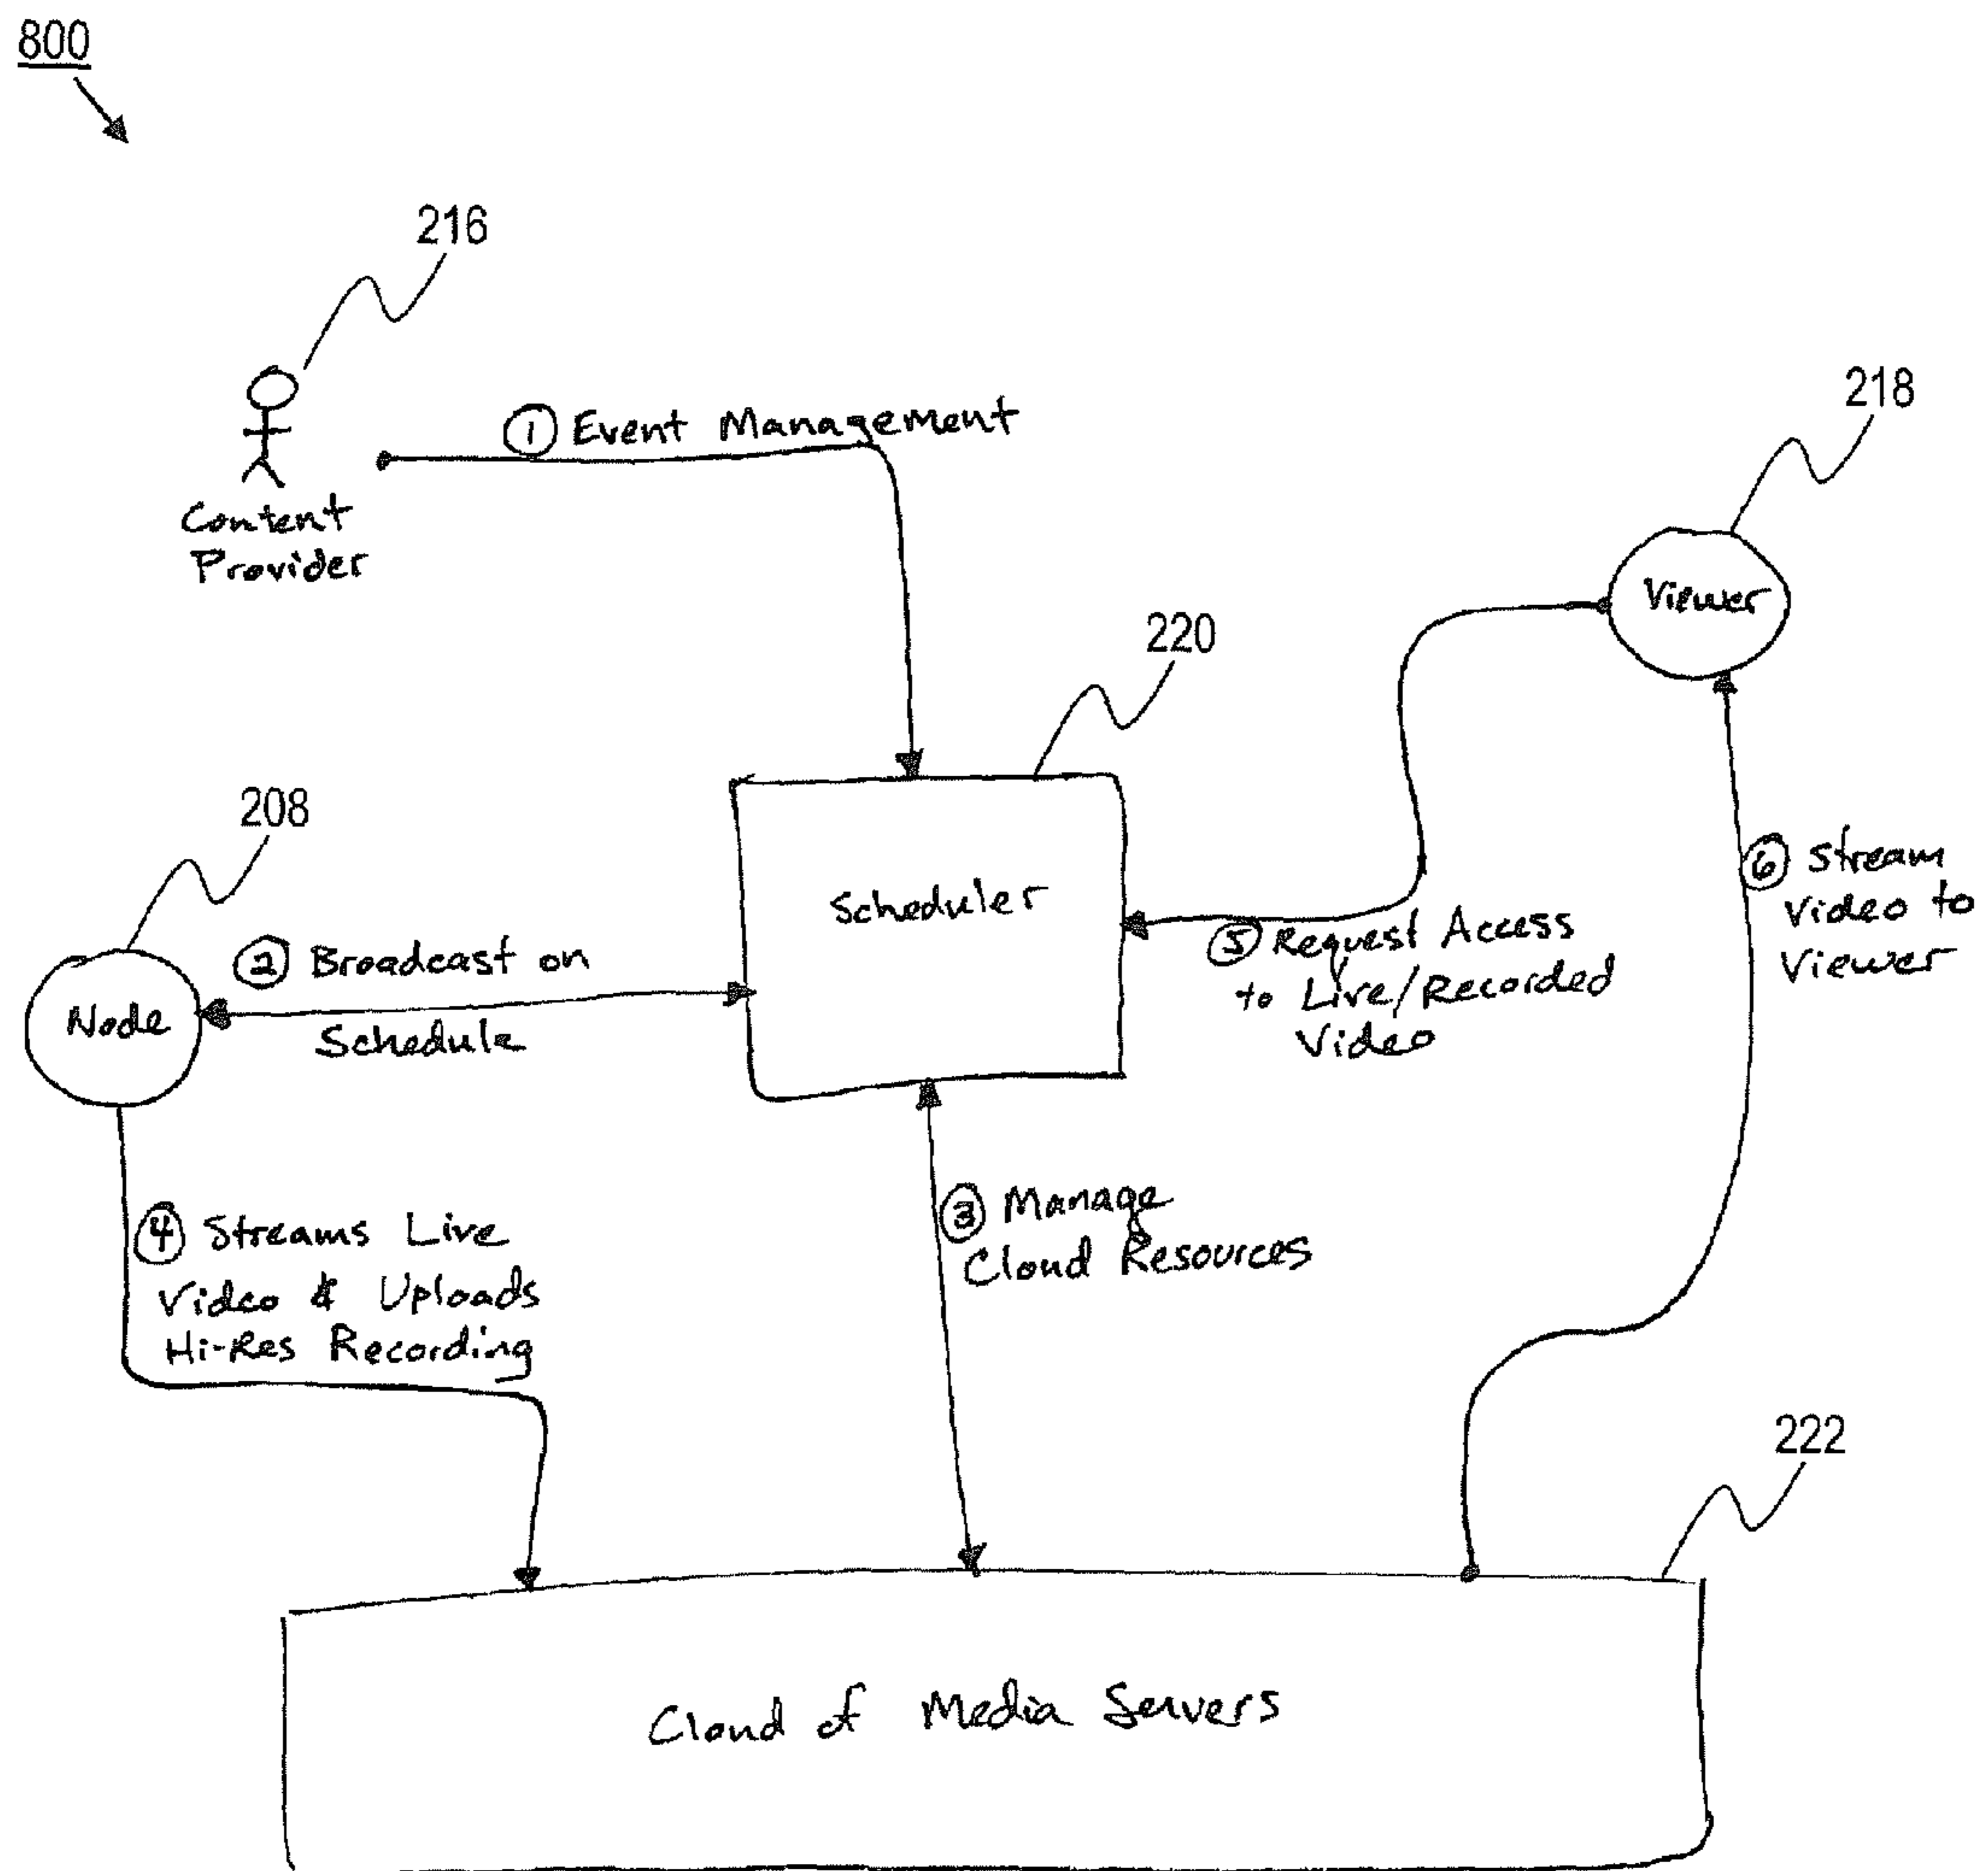 800
216
① Event Management
Content
Provider
218
Viewer
220
208
Scheduler
② Broadcast on
Schedule
Node
⑤ Request Access
to Live/Recorded
Video
⑥ Stream
Video to
Viewer
③ Manage
Cloud Resources
④ Streams Live
Video & Uploads
Hi-Res Recording
222
Cloud of Media Servers